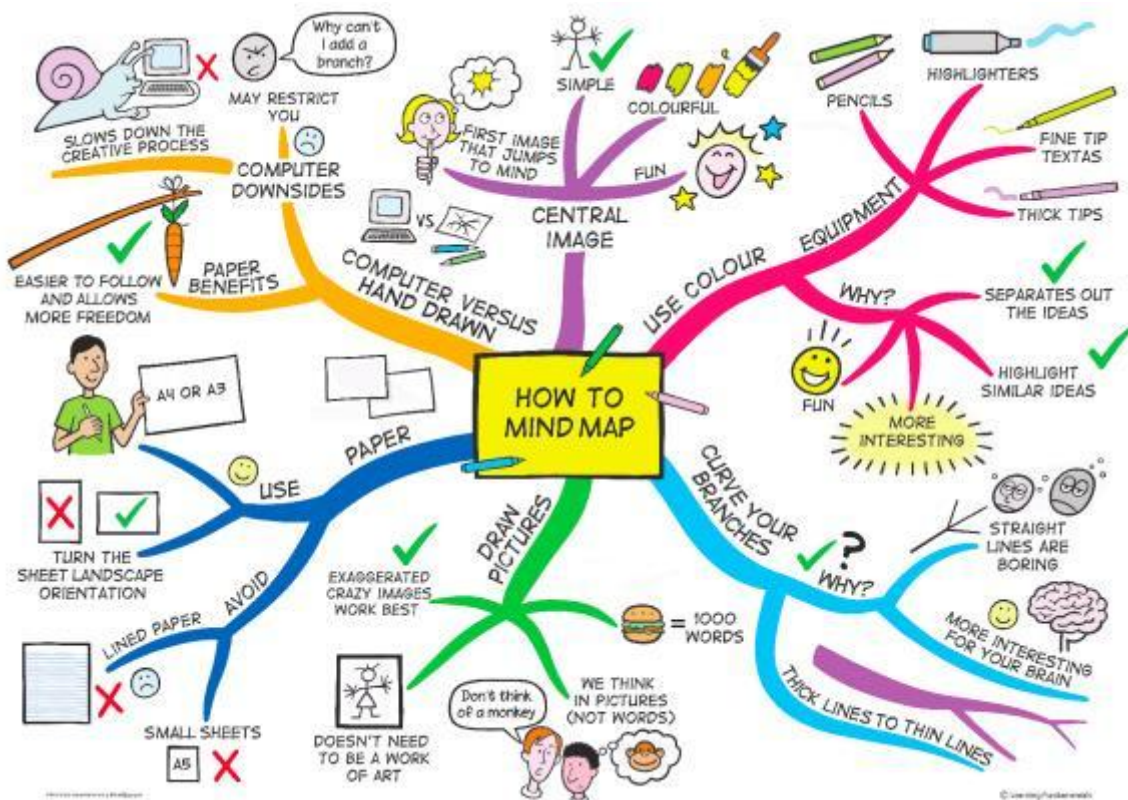 HOW TO
MIND MAP
CENTRAL
IMAGE
FIRST IMAGE
THAT JUMPS
TO MIND
SIMPLE
COLOURFUL
FUN
USE COLOUR
EQUIPMENT
PENCILS
HIGHLIGHTERS
FINE TIP
TEXTAS
THICK TIPS
WHY?
SEPARATES OUT
THE IDEAS
HIGHLIGHT
SIMILAR IDEAS
MORE
INTERESTING
FUN
CURVE YOUR
BRANCHES
?
WHY?
STRAIGHT
LINES ARE
BORING
MORE INTERESTING
FOR YOUR BRAIN
THICK LINES TO THIN LINES
DRAW
PICTURES
= 1000
WORDS
WE THINK
IN PICTURES
(NOT WORDS)
Don't think
of a monkey
DOESN'T NEED
TO BE A WORK
OF ART
EXAGGERATED
CRAZY IMAGES
WORK BEST
PAPER
USE
A4 OR A3
TURN THE
SHEET LANDSCAPE
ORIENTATION
AVOID
LINED PAPER
SMALL SHEETS
A5
COMPUTER VERSUS
HAND DRAWN
VS.
PAPER
BENEFITS
EASIER TO FOLLOW
AND ALLOWS
MORE FREEDOM
COMPUTER
DOWNSIDES
SLOWS DOWN THE
CREATIVE PROCESS
MAY RESTRICT
YOU
Why can't
I add a
branch?
© Learning Fundamentals